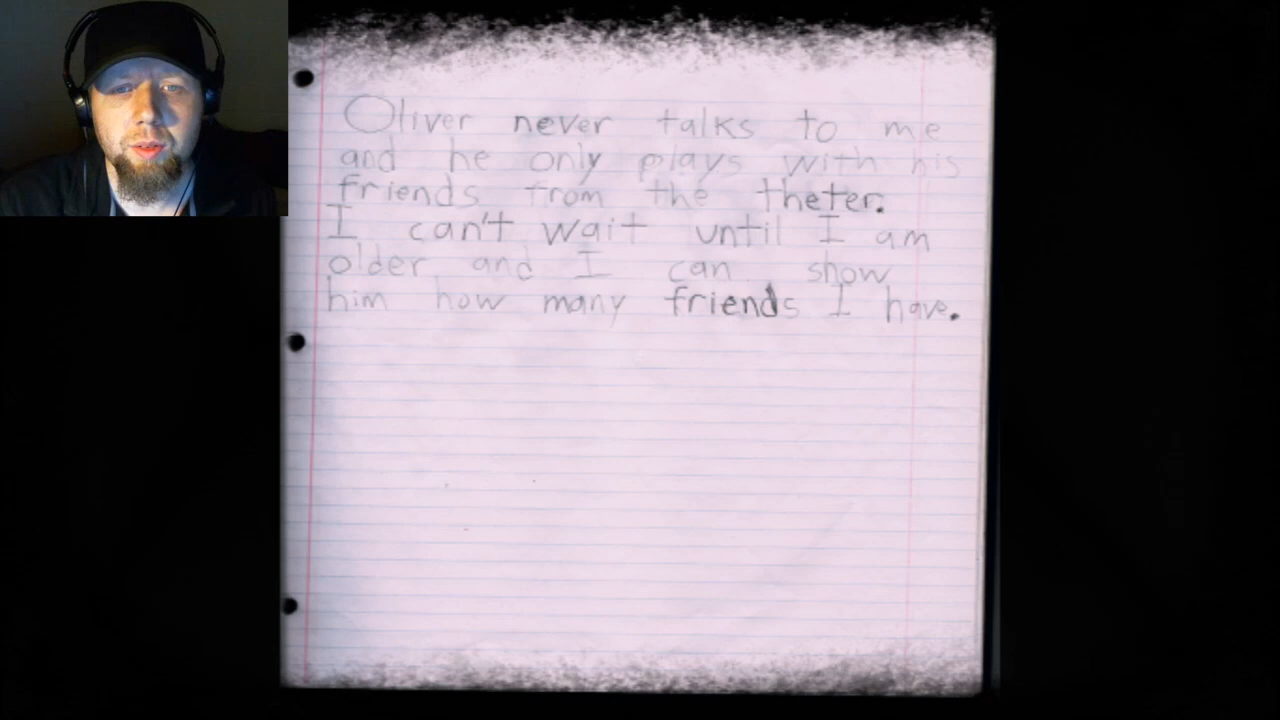 Oliver never talks to me
and he only plays with his
friends from the theter.
I can't wait until I am
older and I can show
him how many friends I have.